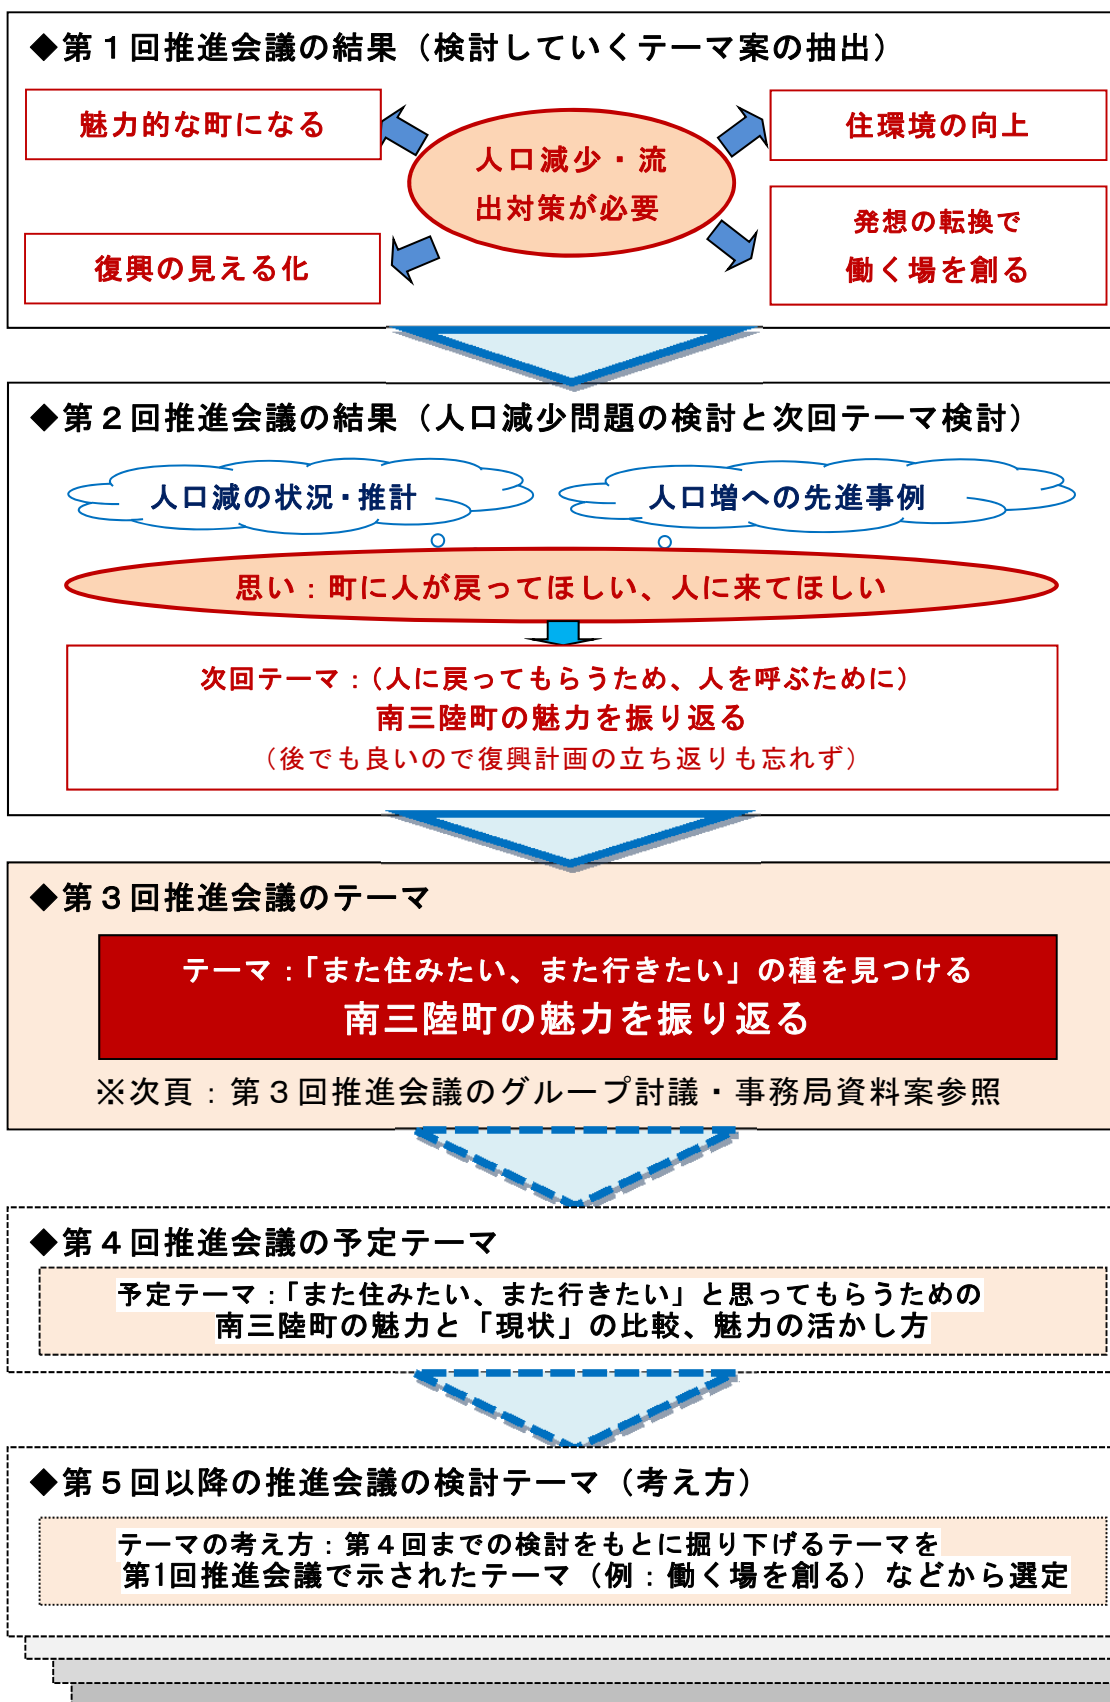 ◆第１回推進会議の結果（検討していくテーマ案の抽出）
魅力的な町になる
人口減少・流
出対策が必要
住環境の向上
復興の見える化
発想の転換で
働く場を創る
◆第２回推進会議の結果（人口減少問題の検討と次回テーマ検討）
人口減の状況・推計
人口増への先進事例
思い：町に人が戻ってほしい、人に来てほしい
次回テーマ：（人に戻ってもらうため、人を呼ぶために）
南三陸町の魅力を振り返る
（後でも良いので復興計画の立ち返りも忘れず）
◆第３回推進会議のテーマ
テーマ：「また住みたい、また行きたい」の種を見つける
南三陸町の魅力を振り返る
※次頁：第３回推進会議のグループ討議・事務局資料案参照
◆第４回推進会議の予定テーマ
予定テーマ：「また住みたい、また行きたい」と思ってもらうための
南三陸町の魅力と「現状」の比較、魅力の活かし方
◆第５回以降の推進会議の検討テーマ（考え方）
テーマの考え方：第４回までの検討をもとに掘り下げるテーマを
第1回推進会議で示されたテーマ（例：働く場を創る）などから選定